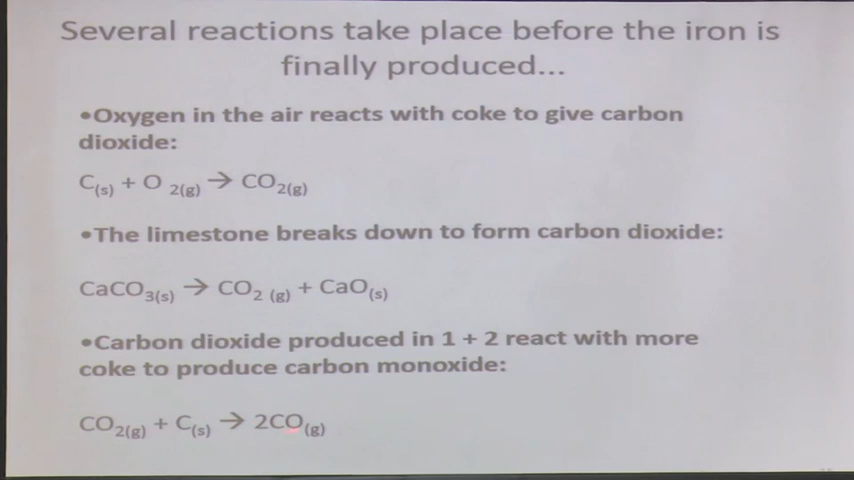 Several reactions take place before the iron is
finally produced...
•Oxygen in the air reacts with coke to give carbon
dioxide:
C(s) + O 2(g) → CO2(g)
•The limestone breaks down to form carbon dioxide:
CaCO3(s) → CO2 (g) + CaO(s)
•Carbon dioxide produced in 1 + 2 react with more
coke to produce carbon monoxide:
CO2(g) + C(s) → 2CO(g)